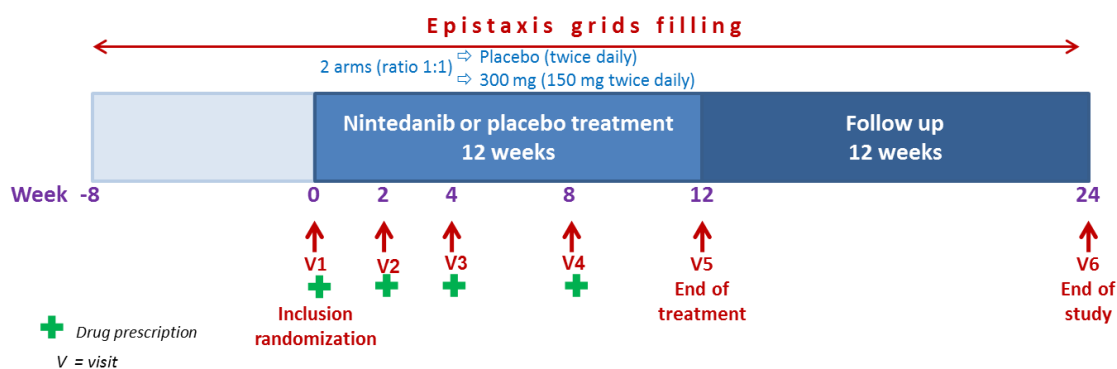 Epistaxis grids filling
2 arms (ratio 1:1)
⇨ Placebo (twice daily)
⇨ 300 mg (150 mg twice daily)
Nintedanib or placebo treatment
12 weeks
Follow up
12 weeks
Week -8 0 2 4 8 12 24
V1 V2 V3 V4 V5 V6
Inclusion
randomization
End of
treatment
End of
study
Drug prescription
V = visit